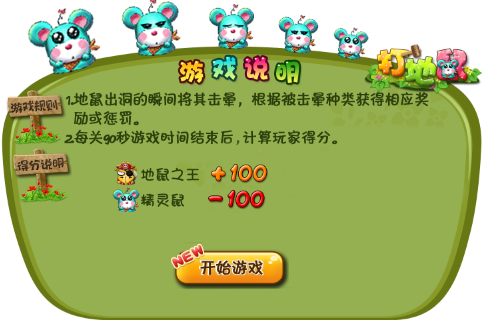 打地鼠
游戏说明
游戏规则
1.地鼠出洞的瞬间将其击晕，根据被击晕种类获得相应奖
励或惩罚。
2.每关90秒游戏时间结束后，计算玩家得分。
得分说明
地鼠之王 +100
精灵鼠 -100
NEW
开始游戏